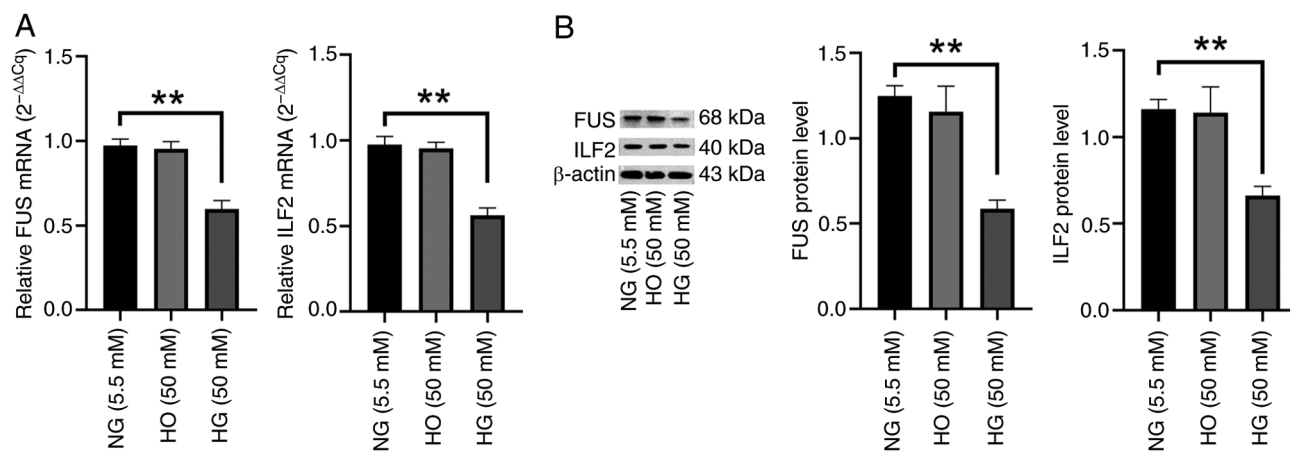 A
Relative FUS mRNA (2⁻ΔΔCq)
1.5
1.0
0.5
0.0
**
NG (5.5 mM)
HO (50 mM)
HG (50 mM)
Relative ILF2 mRNA (2⁻ΔΔCq)
1.5
1.0
0.5
0.0
**
NG (5.5 mM)
HO (50 mM)
HG (50 mM)
B
FUS 68 kDa
ILF2 40 kDa
β-actin 43 kDa
NG (5.5 mM)
HO (50 mM)
HG (50 mM)
FUS protein level
1.5
1.0
0.5
0.0
**
NG (5.5 mM)
HO (50 mM)
HG (50 mM)
ILF2 protein level
1.5
1.0
0.5
0.0
**
NG (5.5 mM)
HO (50 mM)
HG (50 mM)